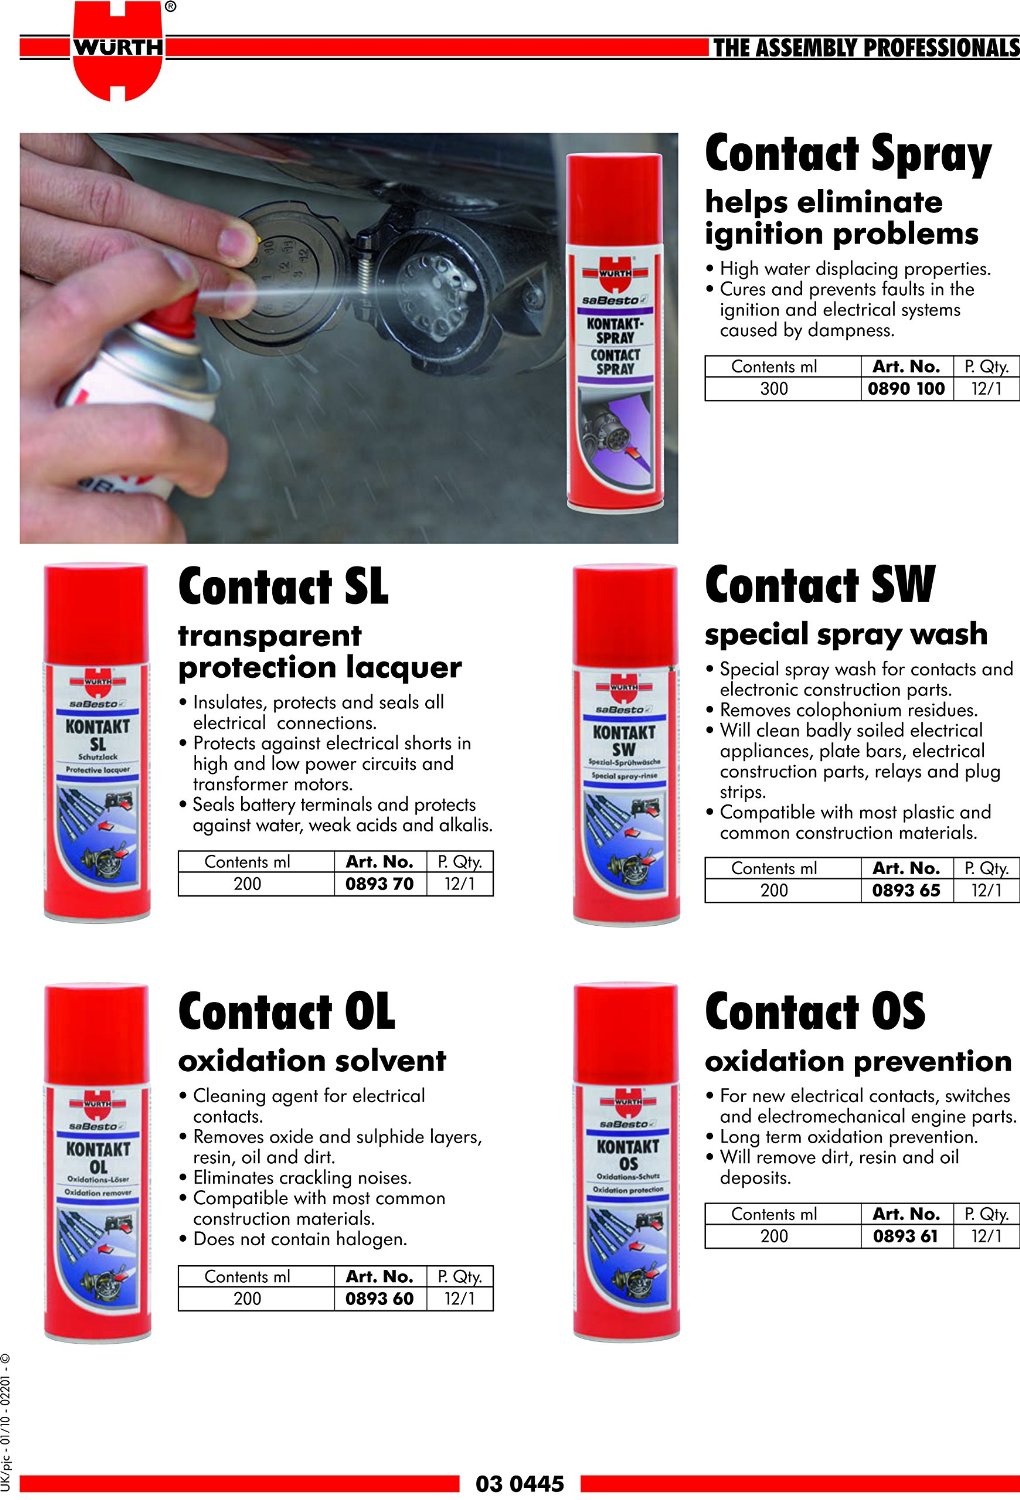 WÜRTH
®
THE ASSEMBLY PROFESSIONALS
Contact Spray
helps eliminate
ignition problems
• High water displacing properties.
• Cures and prevents faults in the
ignition and electrical systems
caused by dampness.
Contents ml Art. No. P. Qty.
300 0890 100 12/1
WÜRTH
saBesto
KONTAKT-
SPRAY
CONTACT
SPRAY
Contact SL
transparent
protection lacquer
• Insulates, protects and seals all
electrical connections.
• Protects against electrical shorts in
high and low power circuits and
transformer motors.
• Seals battery terminals and protects
against water, weak acids and alkalis.
Contents ml Art. No. P. Qty.
200 0893 70 12/1
WÜRTH
saBesto
KONTAKT
SL
Schutzlack
Protective lacquer
Contact SW
special spray wash
• Special spray wash for contacts and
electronic construction parts.
• Removes colophonium residues.
• Will clean badly soiled electrical
appliances, plate bars, electrical
construction parts, relays and plug
strips.
• Compatible with most plastic and
common construction materials.
Contents ml Art. No. P. Qty.
200 0893 65 12/1
WÜRTH
saBesto
KONTAKT
SW
Spezial-Sprühwäsche
Special spray-rinse
Contact OL
oxidation solvent
• Cleaning agent for electrical
contacts.
• Removes oxide and sulphide layers,
resin, oil and dirt.
• Eliminates crackling noises.
• Compatible with most common
construction materials.
• Does not contain halogen.
Contents ml Art. No. P. Qty.
200 0893 60 12/1
WÜRTH
saBesto
KONTAKT
OL
Oxidations-Löser
Oxidation remover
Contact OS
oxidation prevention
• For new electrical contacts, switches
and electromechanical engine parts.
• Long term oxidation prevention.
• Will remove dirt, resin and oil
deposits.
Contents ml Art. No. P. Qty.
200 0893 61 12/1
WÜRTH
saBesto
KONTAKT
OS
Oxidations-Schutz
Oxidation protection
UK/pjc - 01/10 - 02201 - ©
03 0445